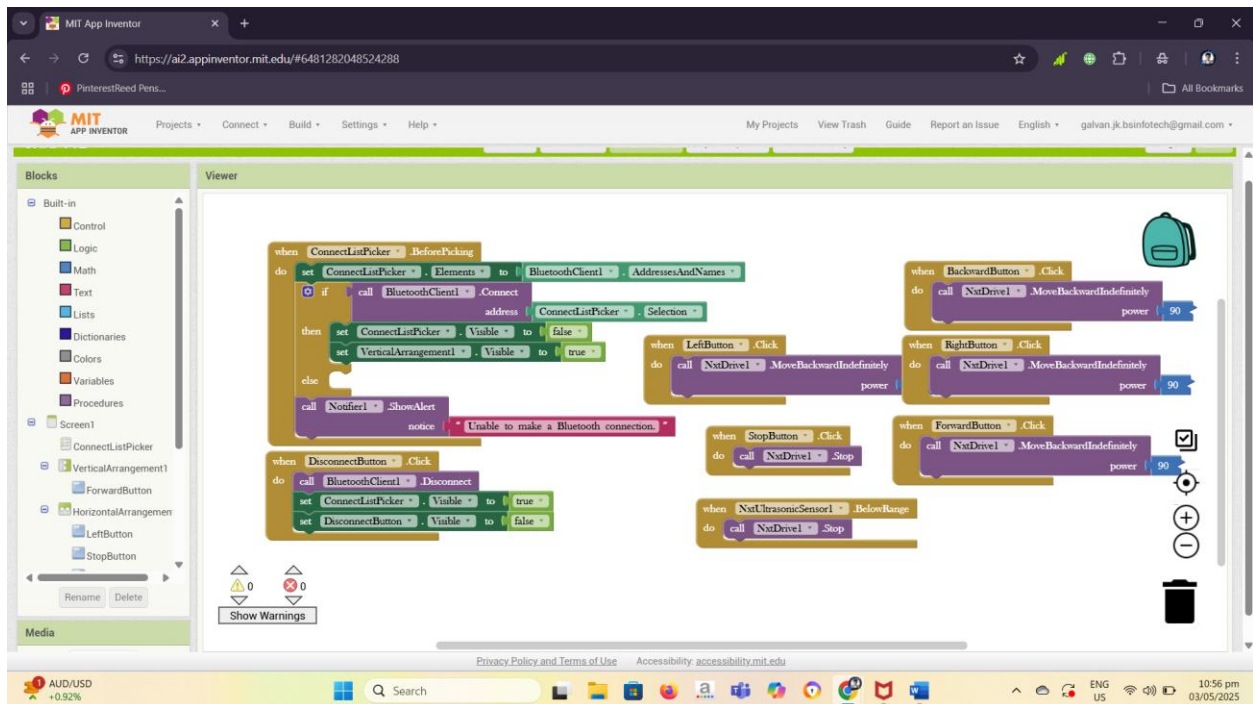 MIT App Inventor
https://ai2.appinventor.mit.edu/#6481282048524288
PinterestReed Pens...
All Bookmarks
MIT
APP INVENTOR
Projects
Connect
Build
Settings
Help
My Projects
View Trash
Guide
Report an Issue
English
galvan.jk.bsinfotech@gmail.com
Blocks
Viewer
Built-in
Control
Logic
Math
Text
Lists
Dictionaries
Colors
Variables
Procedures
Screen1
ConnectListPicker
VerticalArrangement1
ForwardButton
HorizontalArrangemen
LeftButton
StopButton
Rename Delete
Media
when ConnectListPicker .BeforePicking
do set ConnectListPicker . Elements to BluetoothClient1 . AddressesAndNames
if call BluetoothClient1 .Connect
address ConnectListPicker . Selection
then set ConnectListPicker . Visible to false
set VerticalArrangement1 . Visible to true
else
call Notifier1 .ShowAlert
notice " Unable to make a Bluetooth connection. "
when DisconnectButton .Click
do call BluetoothClient1 .Disconnect
set ConnectListPicker . Visible to true
set DisconnectButton . Visible to false
when LeftButton .Click
do call NxtDrive1 .MoveBackwardIndefinitely
power
when StopButton .Click
do call NxtDrive1 .Stop
when NxtUltrasonicSensor1 .BelowRange
do call NxtDrive1 .Stop
when BackwardButton .Click
do call NxtDrive1 .MoveBackwardIndefinitely
power 90
when RightButton .Click
do call NxtDrive1 .MoveBackwardIndefinitely
power 90
when ForwardButton .Click
do call NxtDrive1 .MoveBackwardIndefinitely
power 90
0 0
Show Warnings
Privacy Policy and Terms of Use Accessibility: accessibility.mit.edu
1
AUD/USD
+0.92%
Search
ENG
US
10:56 pm
03/05/2025